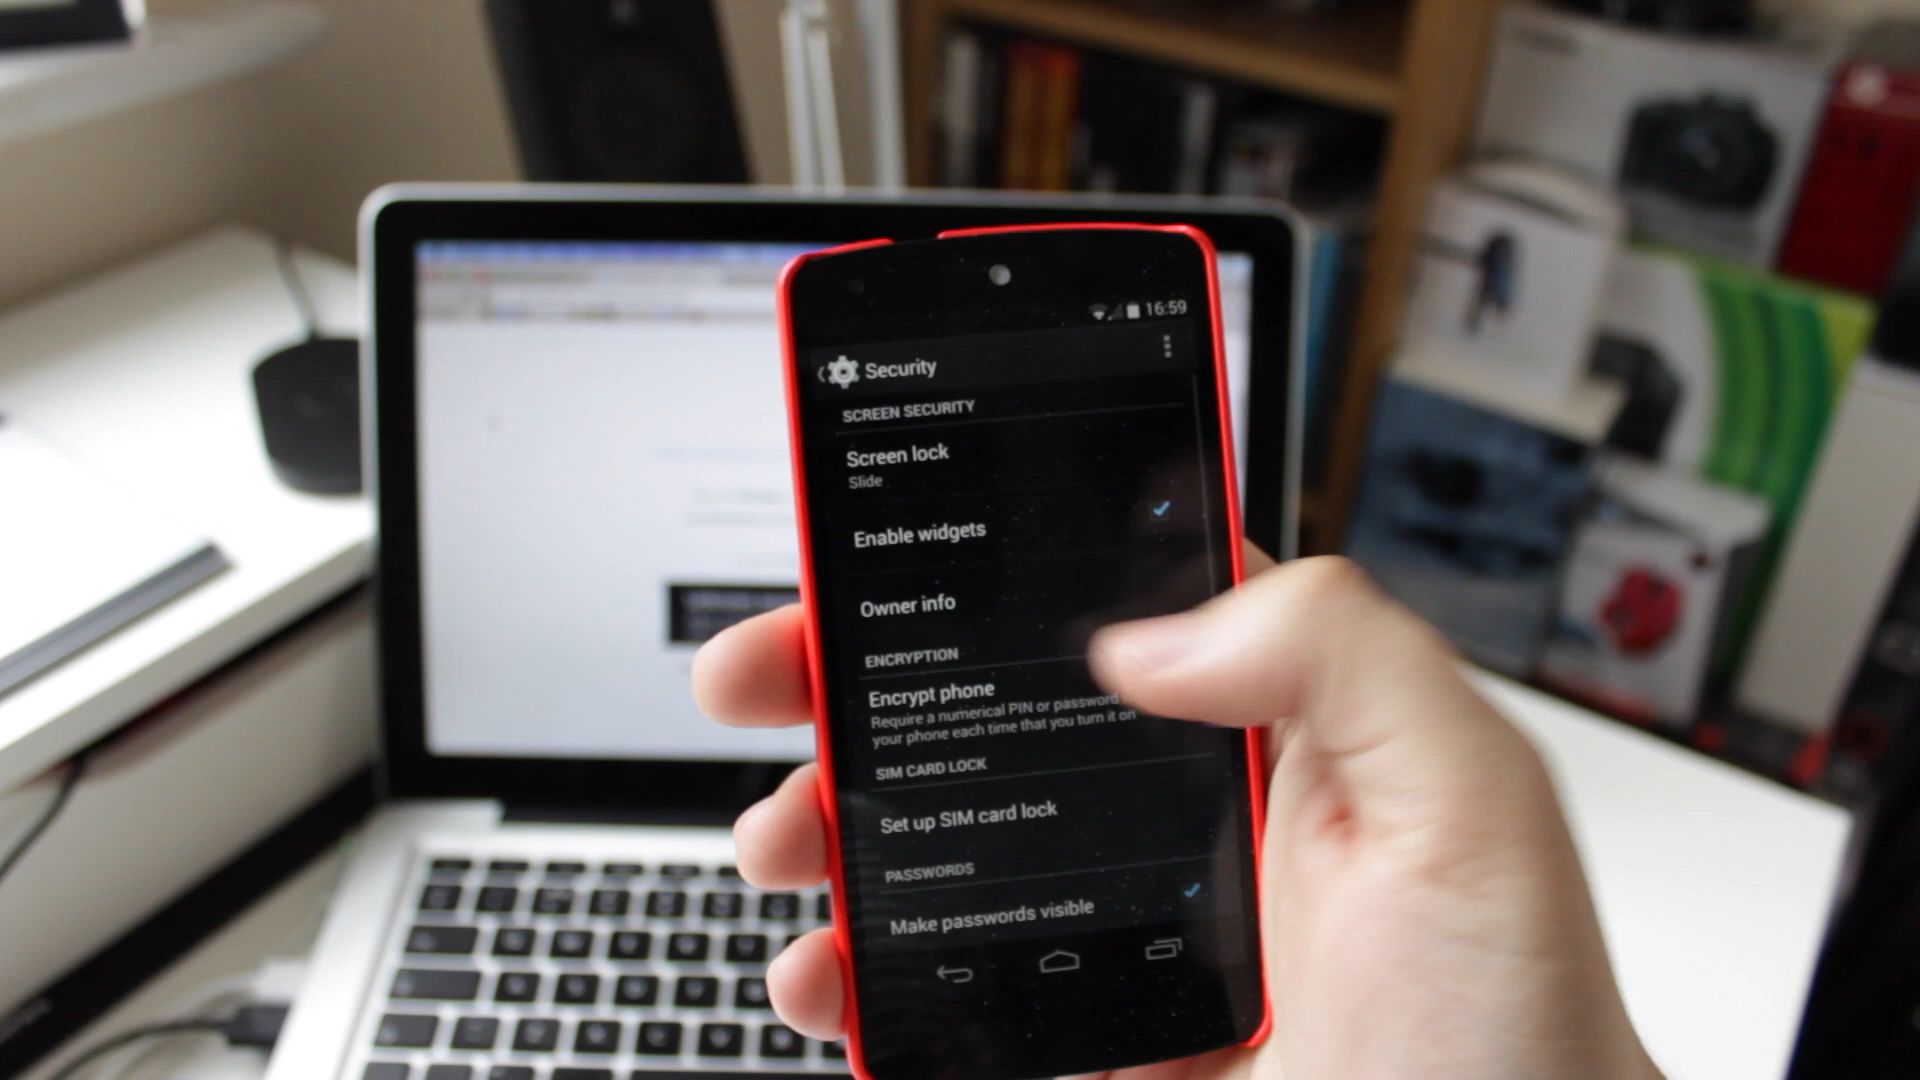 16:59
Security
SCREEN SECURITY
Screen lock
Slide
Enable widgets
Owner info
ENCRYPTION
Encrypt phone
Require a numerical PIN or password
your phone each time that you turn it on
SIM CARD LOCK
Set up SIM card lock
PASSWORDS
Make passwords visible